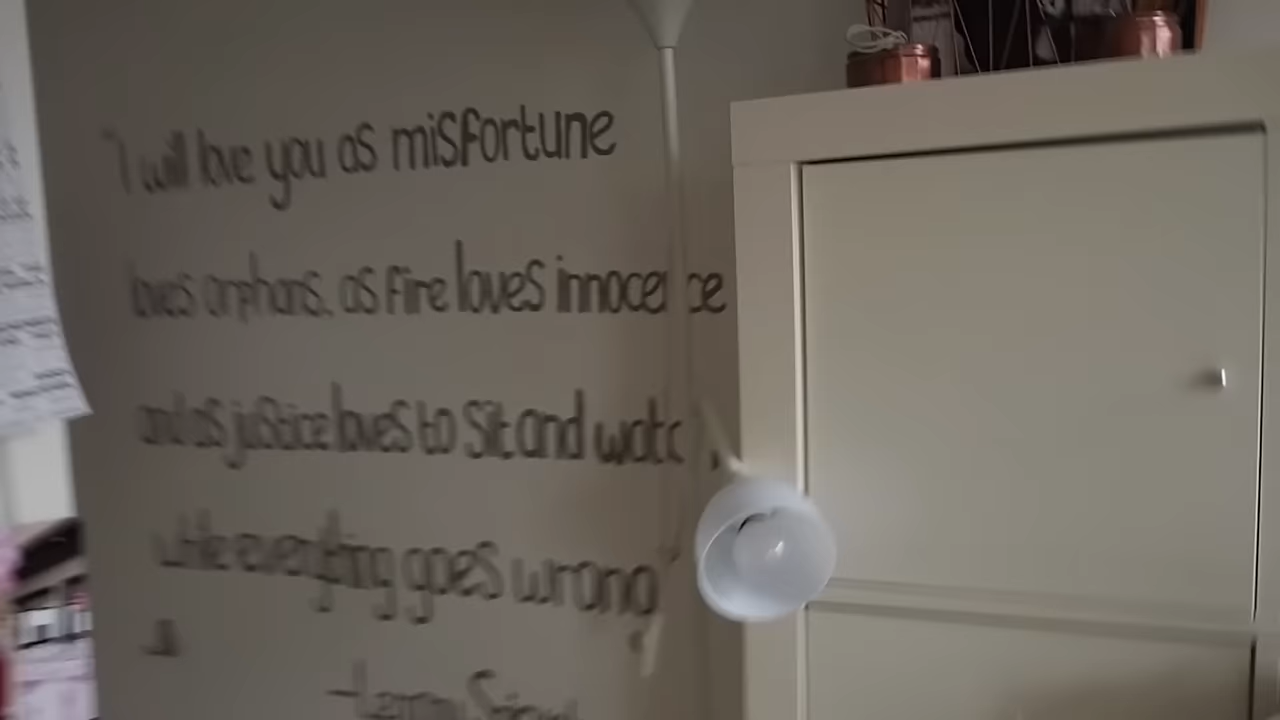 "I will love you as misfortune
loves orphans, as fire loves innocence
and as justice loves to sit and watch,
while everything goes wrong"